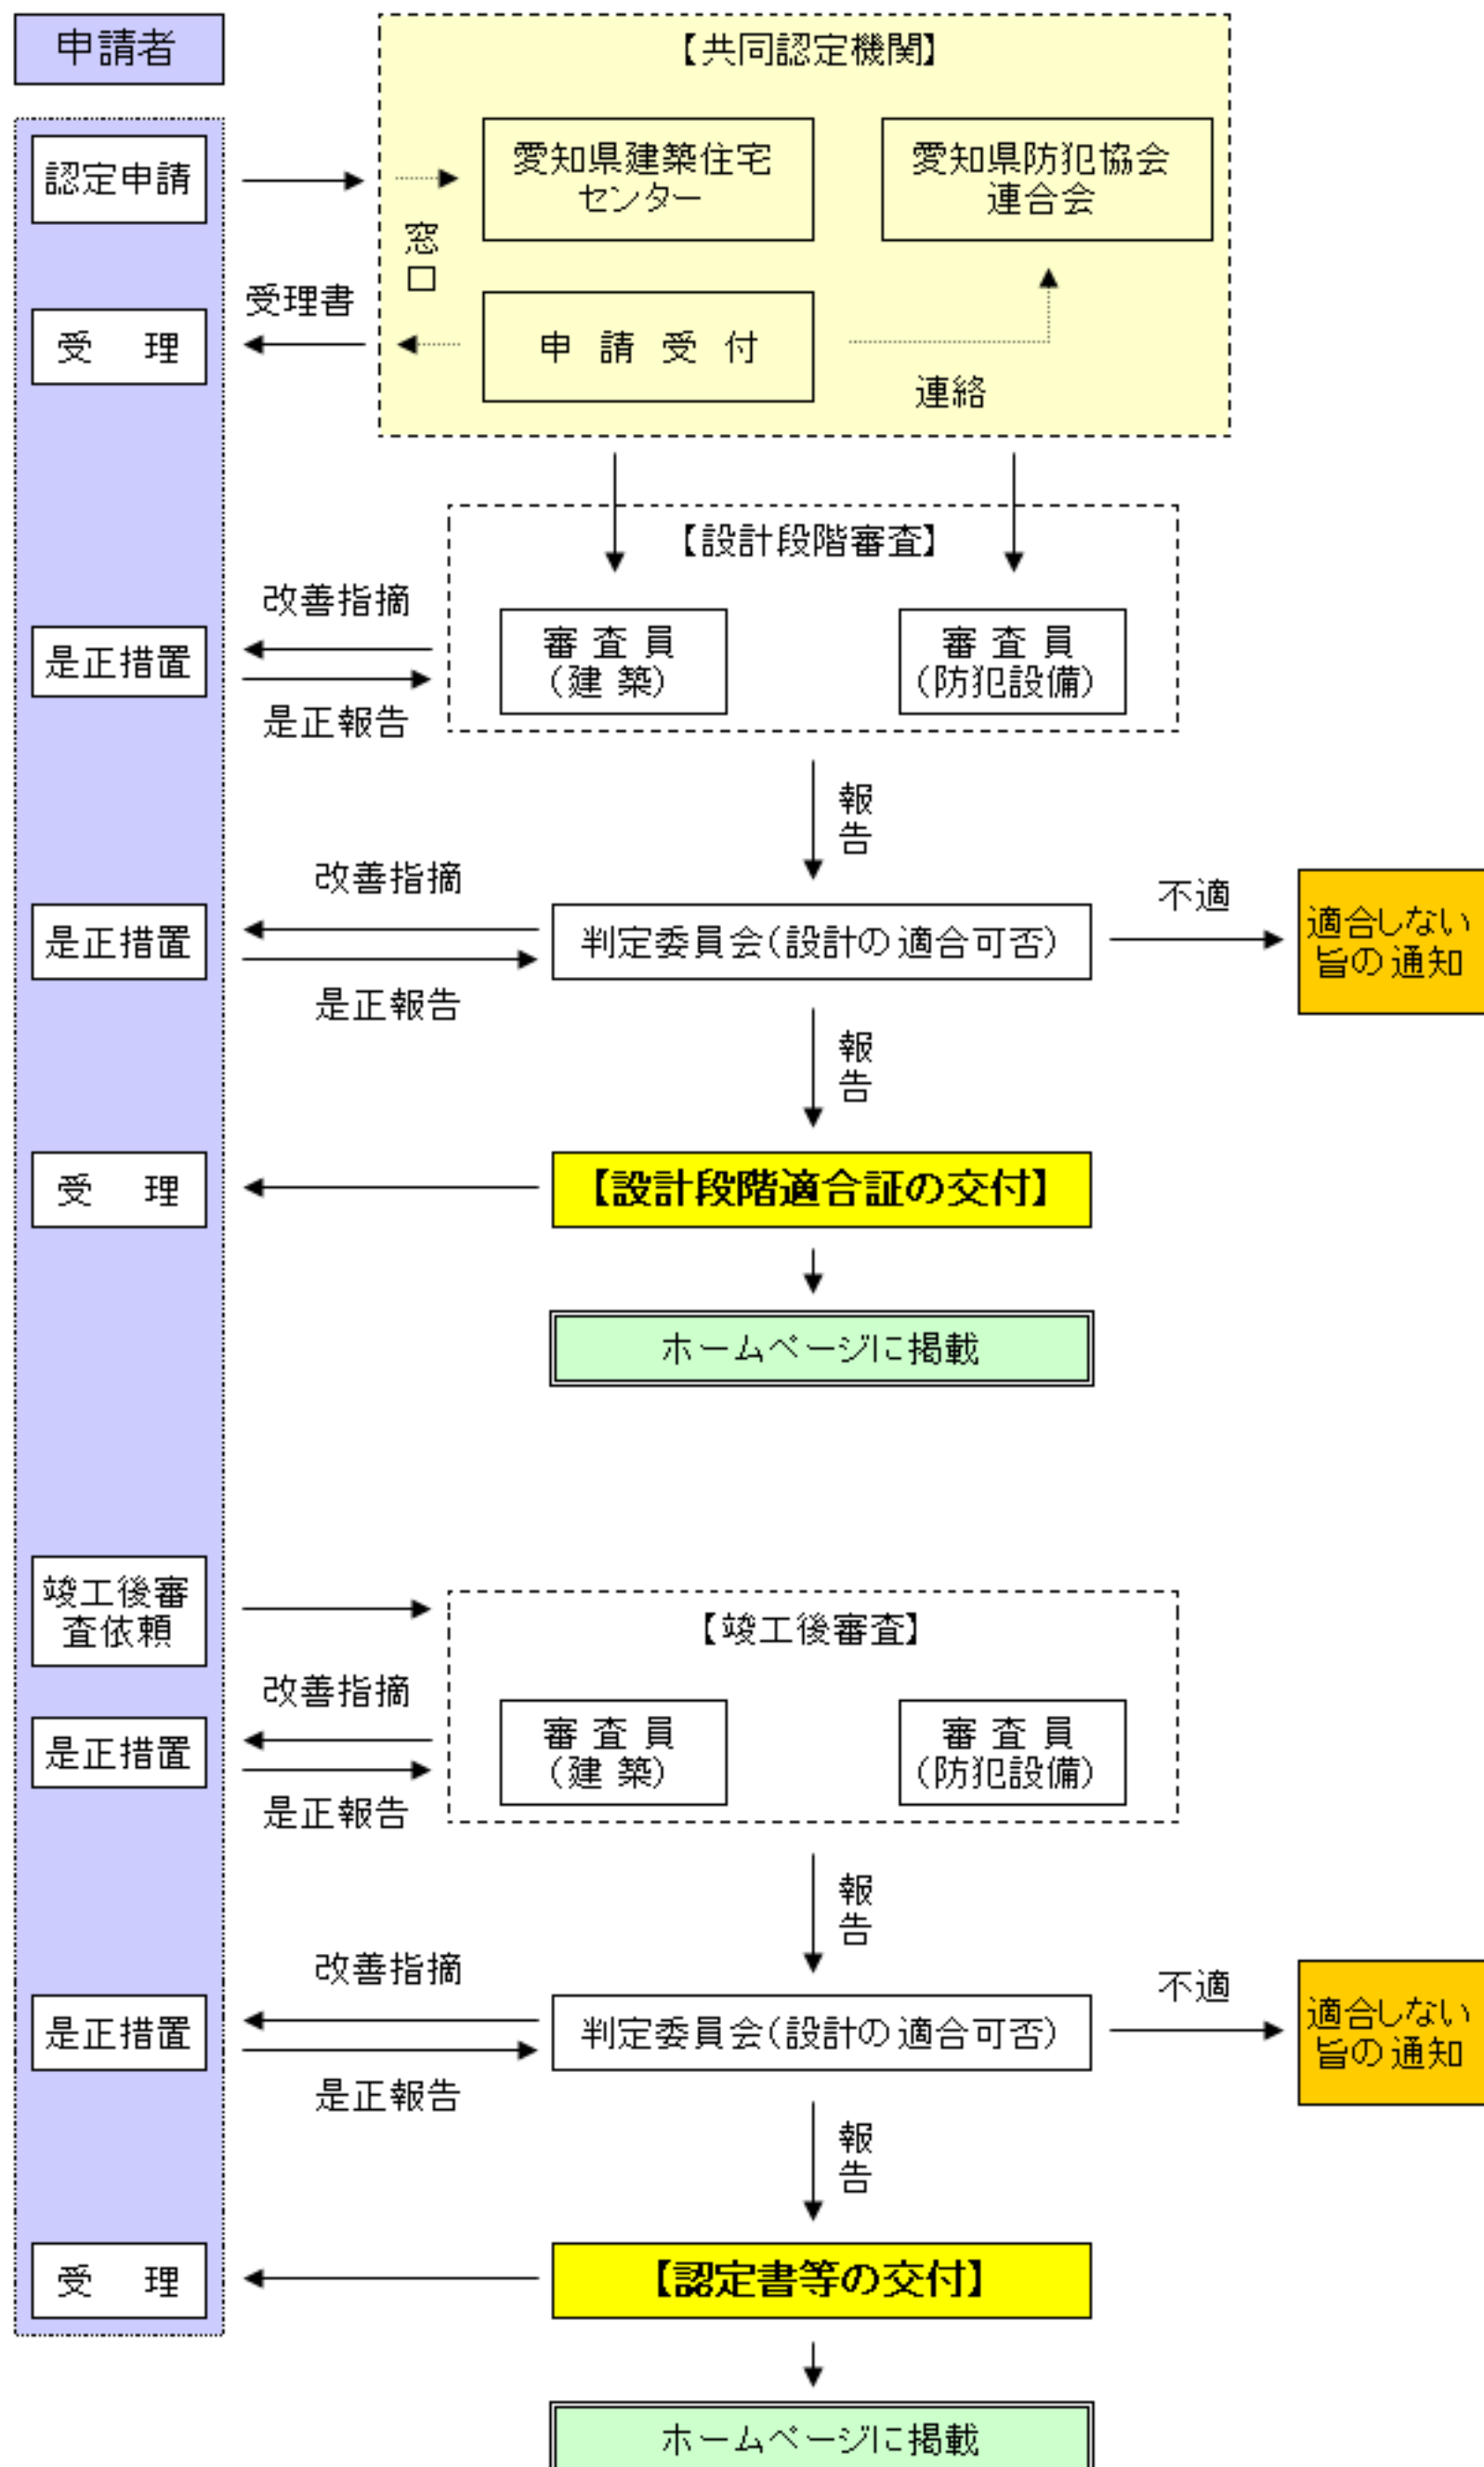 申請者
【共同認定機関】
認定申請
愛知県建築住宅
センター
愛知県防犯協会
連合会
窓
口
受理書
受　理
申 請 受 付
連絡
【設計段階審査】
改善指摘
是正措置
是正報告
審 査 員
（建 築）
審 査 員
（防犯設備）
報
告
改善指摘
是正措置
是正報告
判定委員会（設計の適合可否）
不適
適合しない
旨の通知
報
告
受　理
【設計段階適合証の交付】
ホームページに掲載
竣工後審
査依頼
【竣工後審査】
改善指摘
是正措置
是正報告
審 査 員
（建 築）
審 査 員
（防犯設備）
報
告
改善指摘
是正措置
是正報告
判定委員会（設計の適合可否）
不適
適合しない
旨の通知
報
告
受　理
【認定書等の交付】
ホームページに掲載